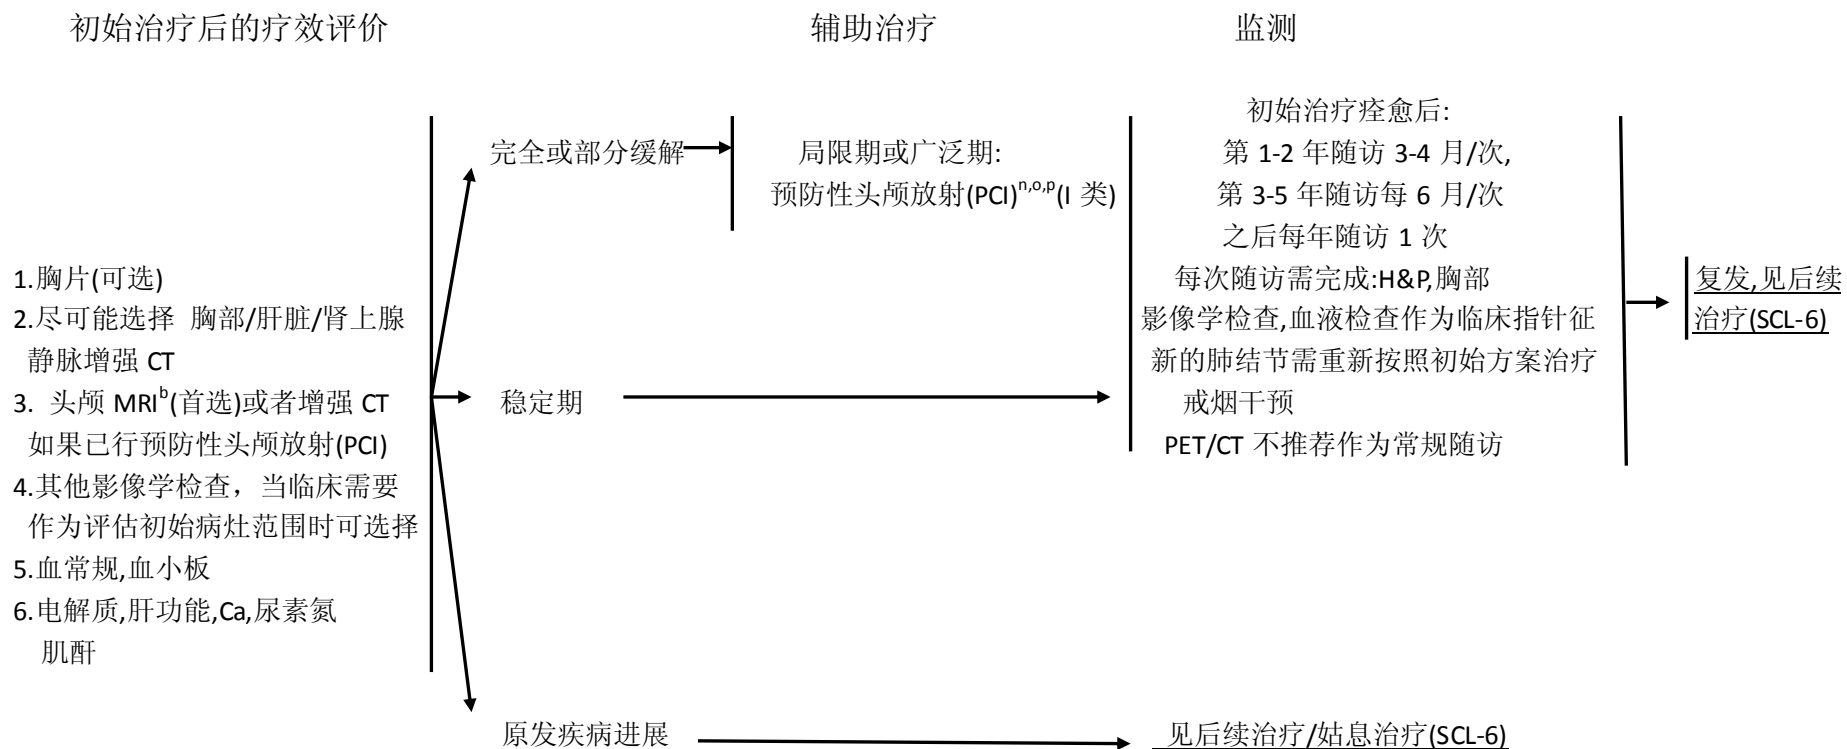 初始治疗后的疗效评价
辅助治疗
监测
1.胸片(可选)
2.尽可能选择 胸部/肝脏/肾上腺
静脉增强 CT
3. 头颅 MRIᵇ(首选)或者增强 CT
如果已行预防性头颅放射(PCI)
4.其他影像学检查，当临床需要
作为评估初始病灶范围时可选择
5.血常规,血小板
6.电解质,肝功能,Ca,尿素氮
肌酐
完全或部分缓解
稳定期
原发疾病进展
局限期或广泛期:
预防性头颅放射(PCI)ⁿ,ᵒ,ᵖ(I 类)
初始治疗痊愈后:
第 1-2 年随访 3-4 月/次,
第 3-5 年随访每 6 月/次
之后每年随访 1 次
每次随访需完成:H&P,胸部
影像学检查,血液检查作为临床指针征
新的肺结节需重新按照初始方案治疗
戒烟干预
PET/CT 不推荐作为常规随访
复发,见后续
治疗(SCL-6)
见后续治疗/姑息治疗(SCL-6)